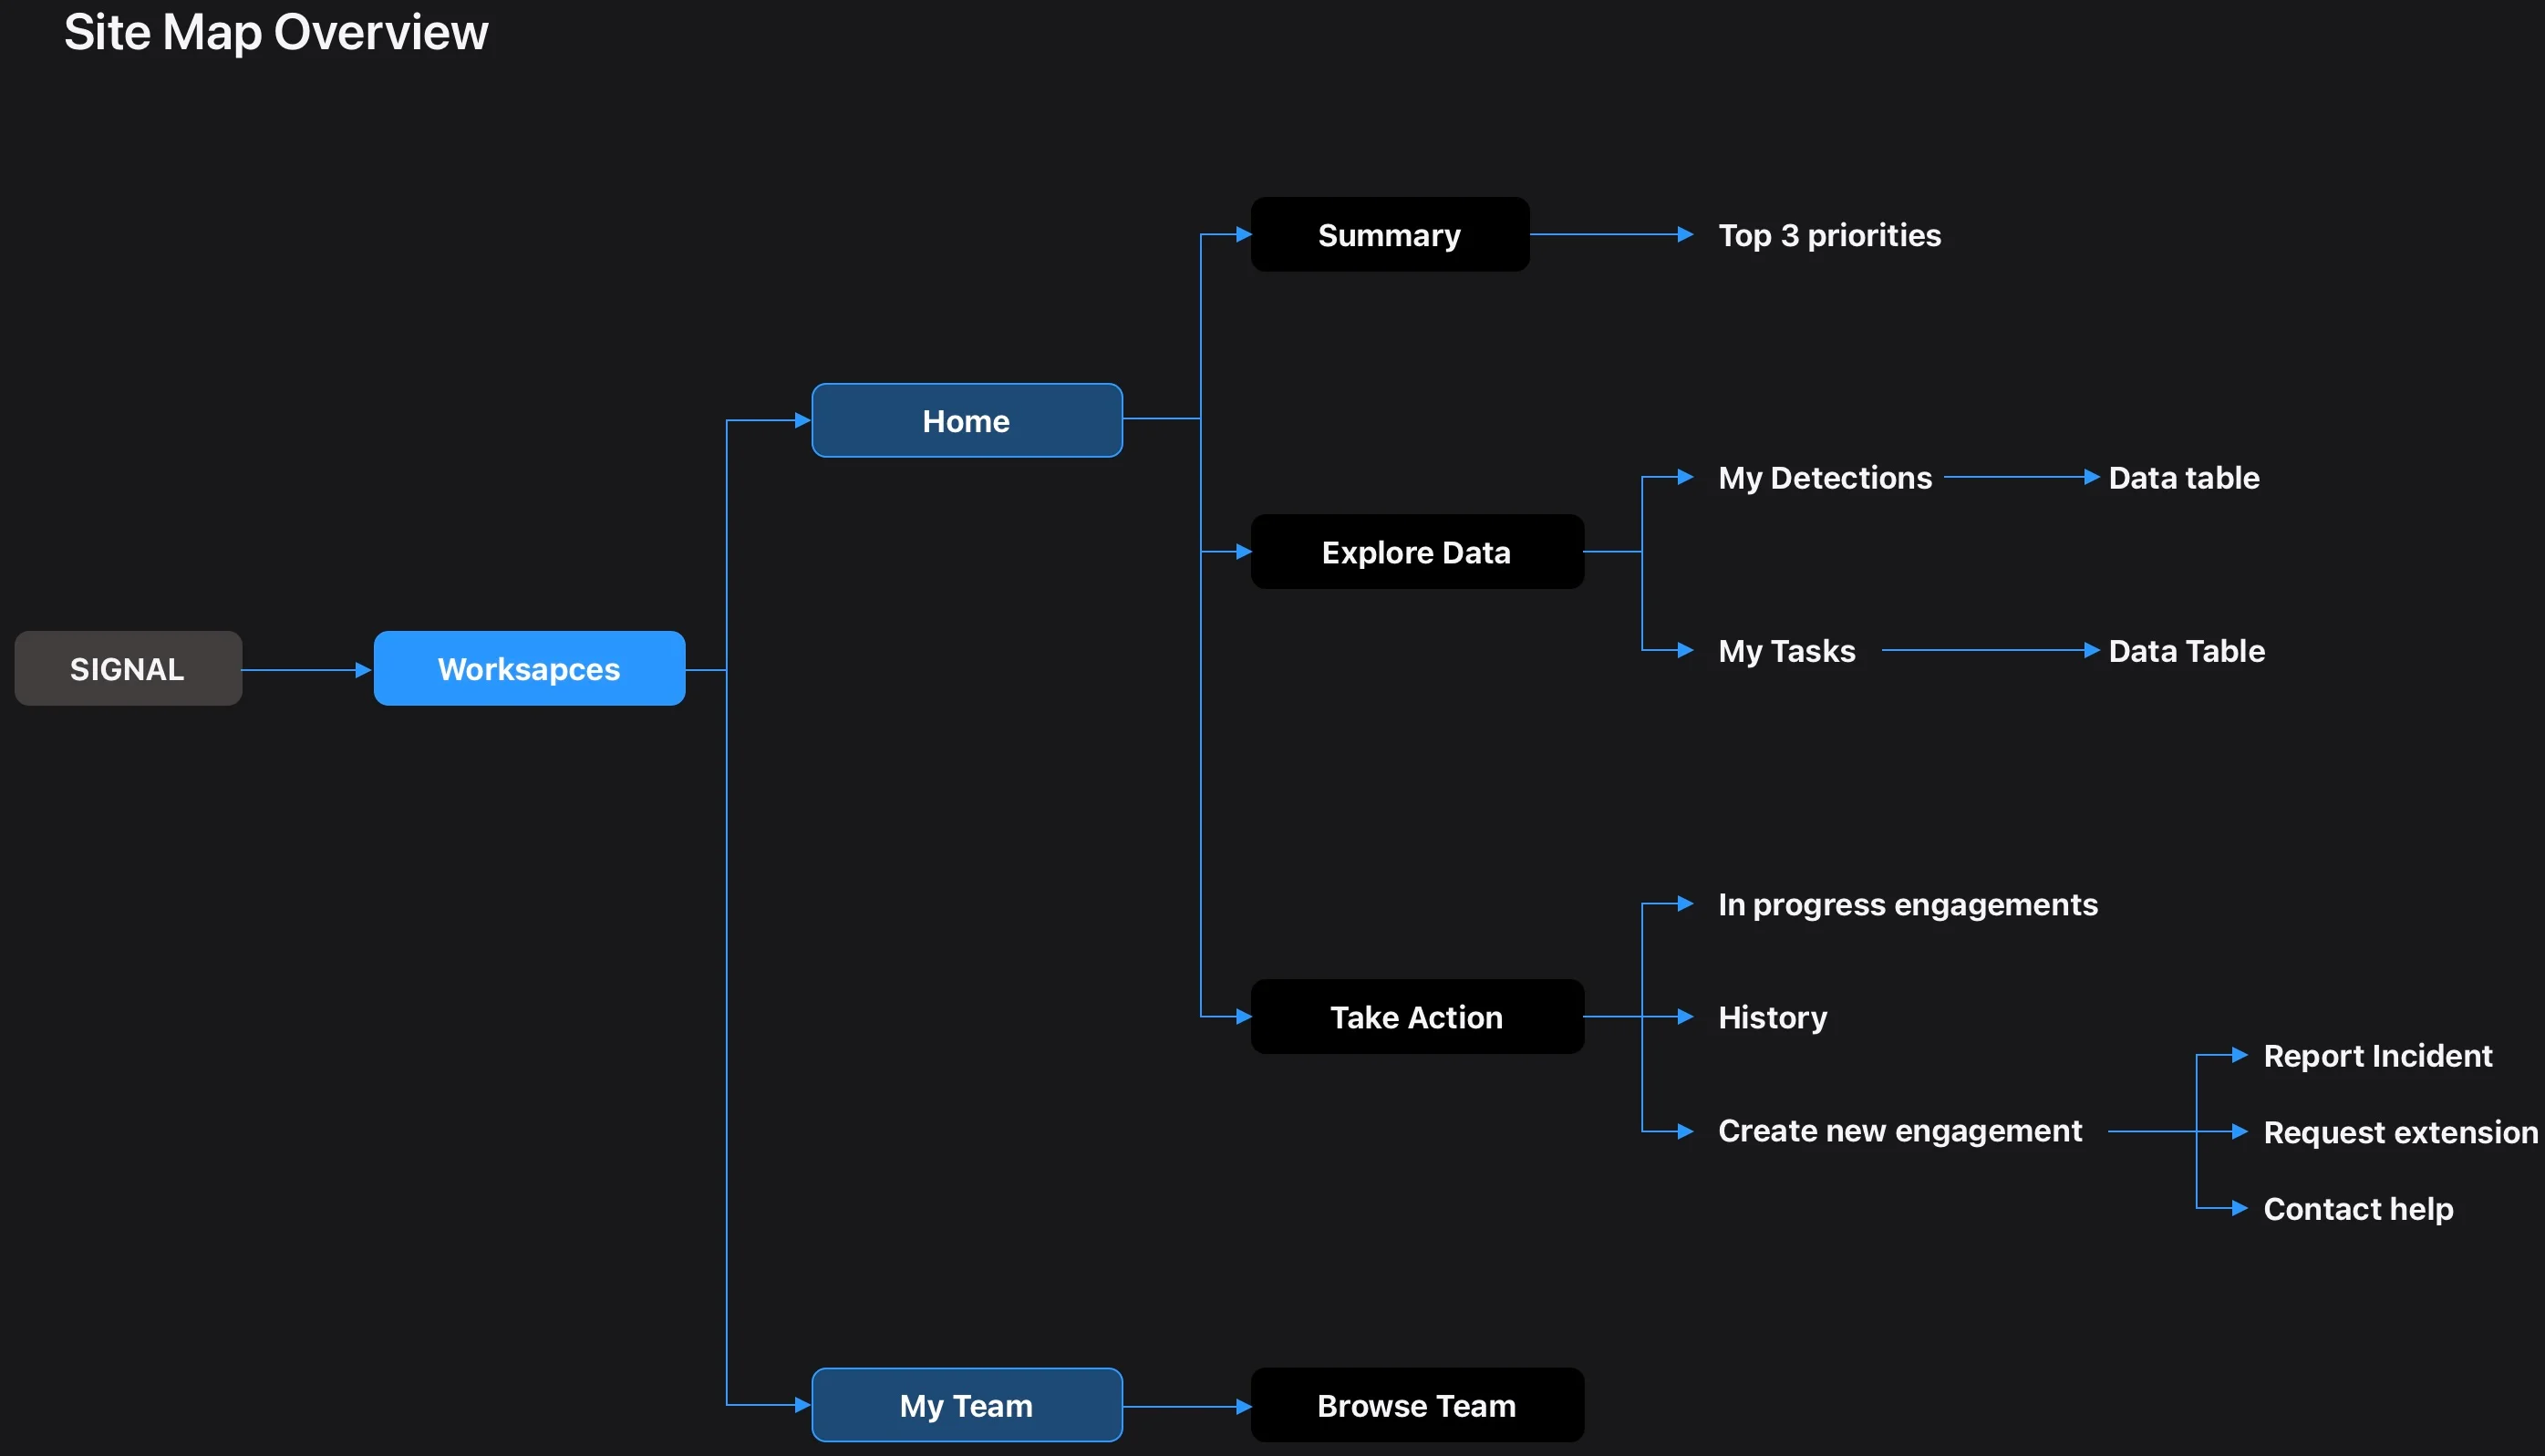 Site Map Overview
Summary
Top 3 priorities
Home
My Detections
Data table
Explore Data
SIGNAL
Worksapces
My Tasks
Data Table
In progress engagements
Take Action
History
Report Incident
Create new engagement
Request extension
Contact help
My Team
Browse Team